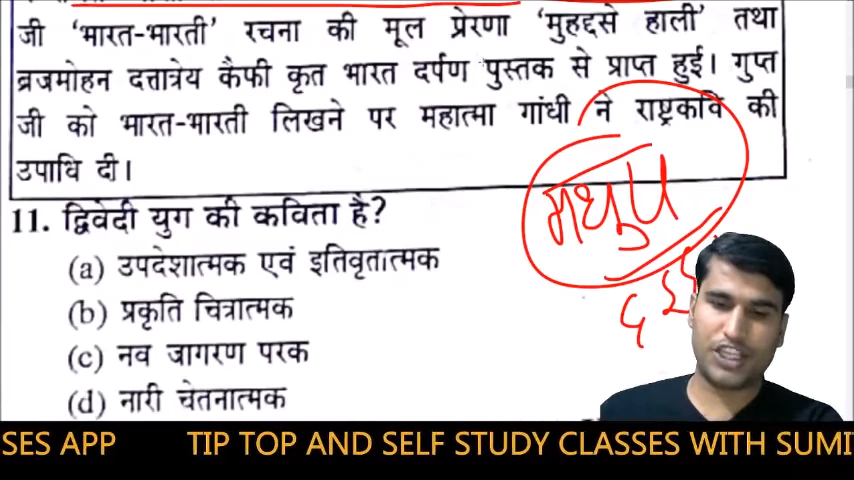 जी ‘भारत-भारती’ रचना की मूल प्रेरणा ‘मुहद्दसे हाली’ तथा
व्रजमोहन दत्तात्रेय कैफी कृत भारत दर्पण पुस्तक से प्राप्त हुई। गुप्त
जी को भारत-भारती लिखने पर महात्मा गांधी ने राष्ट्रकवि की
उपाधि दी।
मधुप
11. द्विवेदी युग की कविता है?
(a) उपदेशात्मक एवं इतिवृतात्मक
(b) प्रकृति चित्रात्मक
(c) नव जागरण परक
(d) नारी चेतनात्मक
SES APP TIP TOP AND SELF STUDY CLASSES WITH SUMI